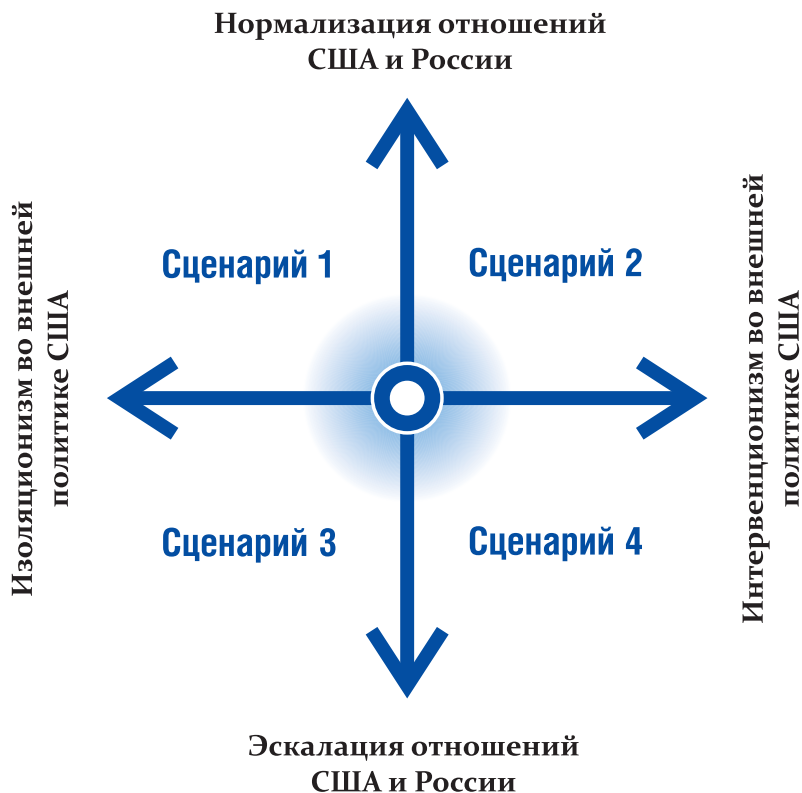 Нормализация отношений
США и России
Изоляционизм во внешней
политике США
Сценарий 1
Сценарий 2
Интервенционизм во внешней
политике США
Сценарий 3
Сценарий 4
Эскалация отношений
США и России